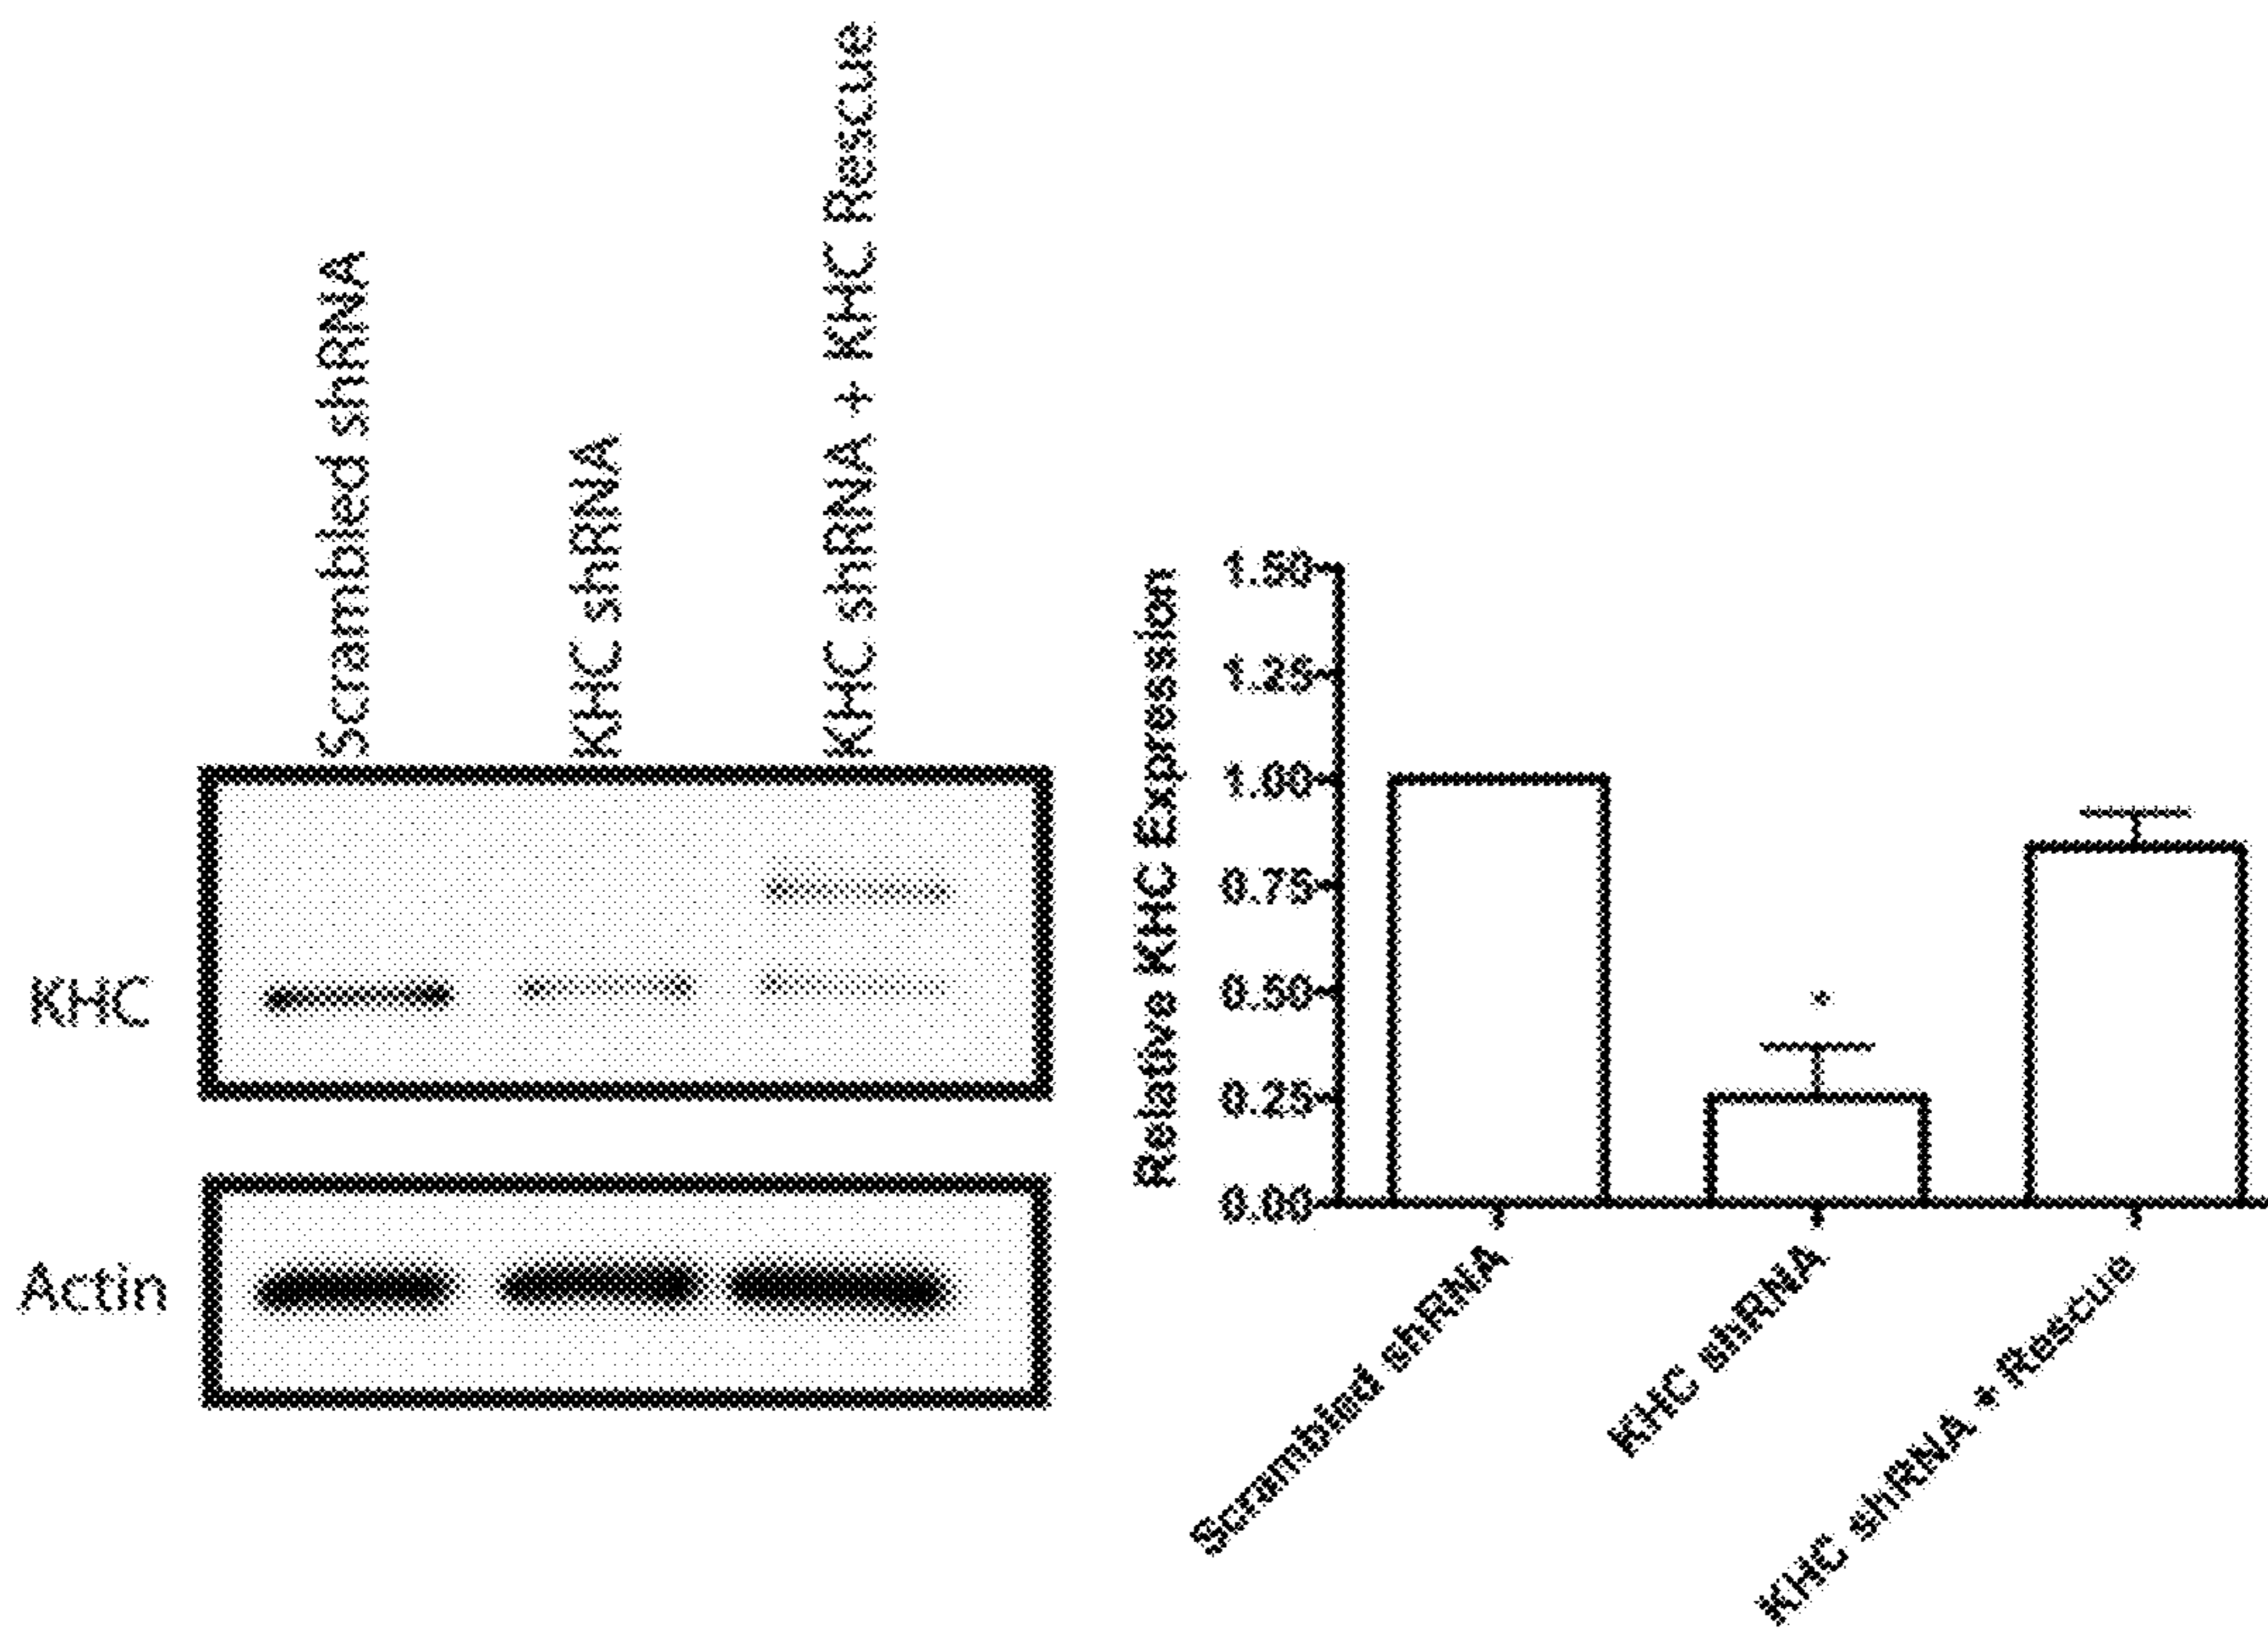 Scrambled shRNA
KHC shRNA
KHC shRNA + KHC Rescue
KHC
Actin
Relative KHC Expression
1.50
1.25
1.00
0.75
0.50
0.25
0.00
*
Scrambled shRNA
KHC shRNA
KHC shRNA + Rescue